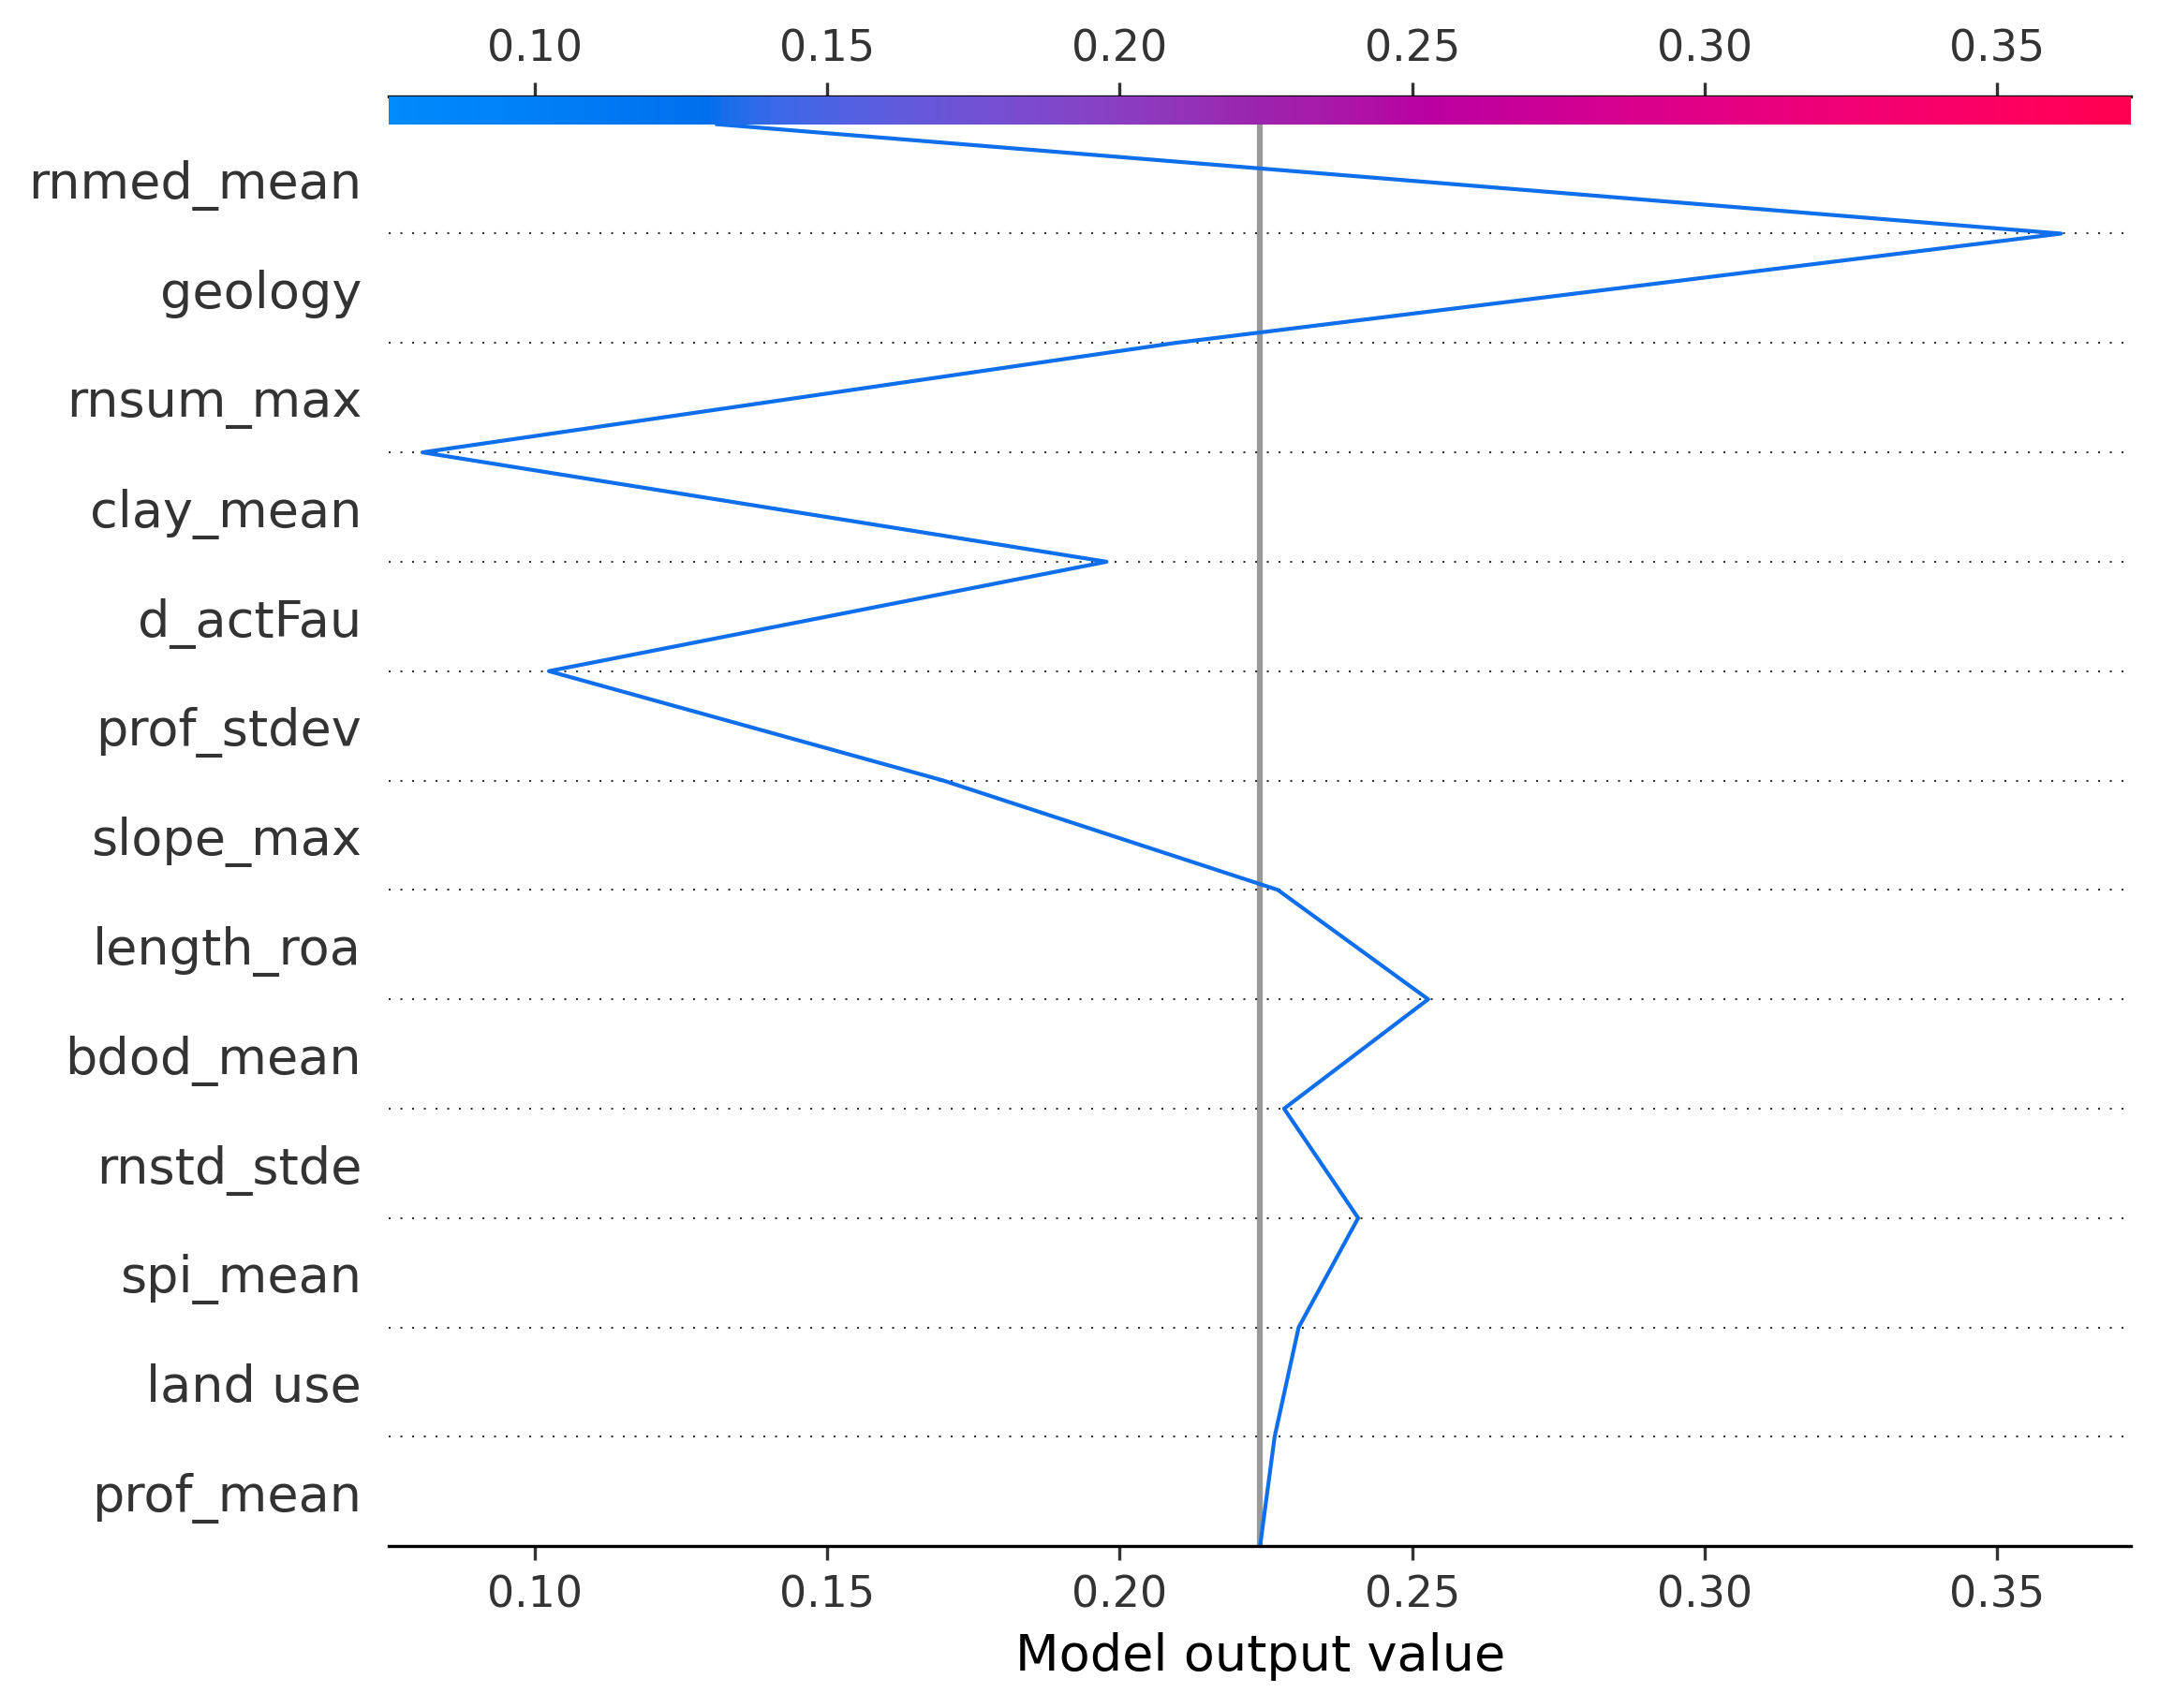 0.10 0.15 0.20 0.25 0.30 0.35
rnmed_mean
geology
rnsum_max
clay_mean
d_actFau
prof_stdev
slope_max
length_roa
bdod_mean
rnstd_stde
spi_mean
land use
prof_mean
0.10 0.15 0.20 0.25 0.30 0.35
Model output value